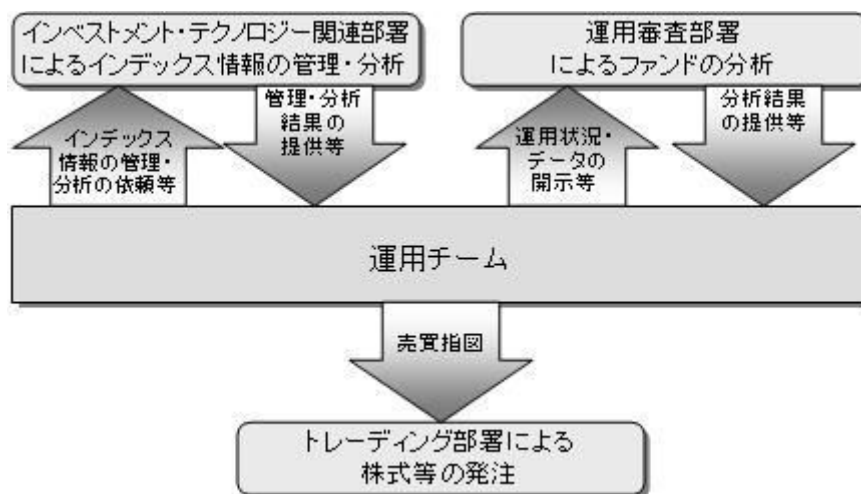 インベストメント・テクノロジー関連部署
によるインデックス情報の管理・分析
運用審査部署
によるファンドの分析
インデックス
情報の管理・
分析の依頼等
管理・分析
結果の
提供等
運用状況・
データの
開示等
分析結果
の提供等
運用チーム
売買指図
トレーディング部署による
株式等の発注